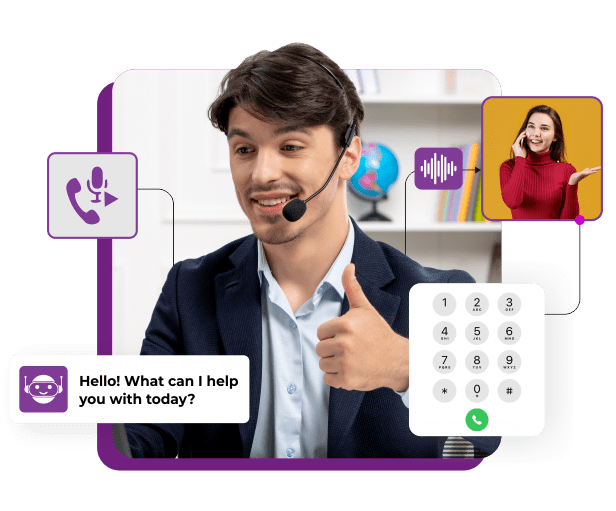 Hello! What can I help
you with today?
1 2 3
ABC DEF
4 5 6
GHI JKL MNO
7 8 9
PQRS TUV WXYZ
* 0 #
+